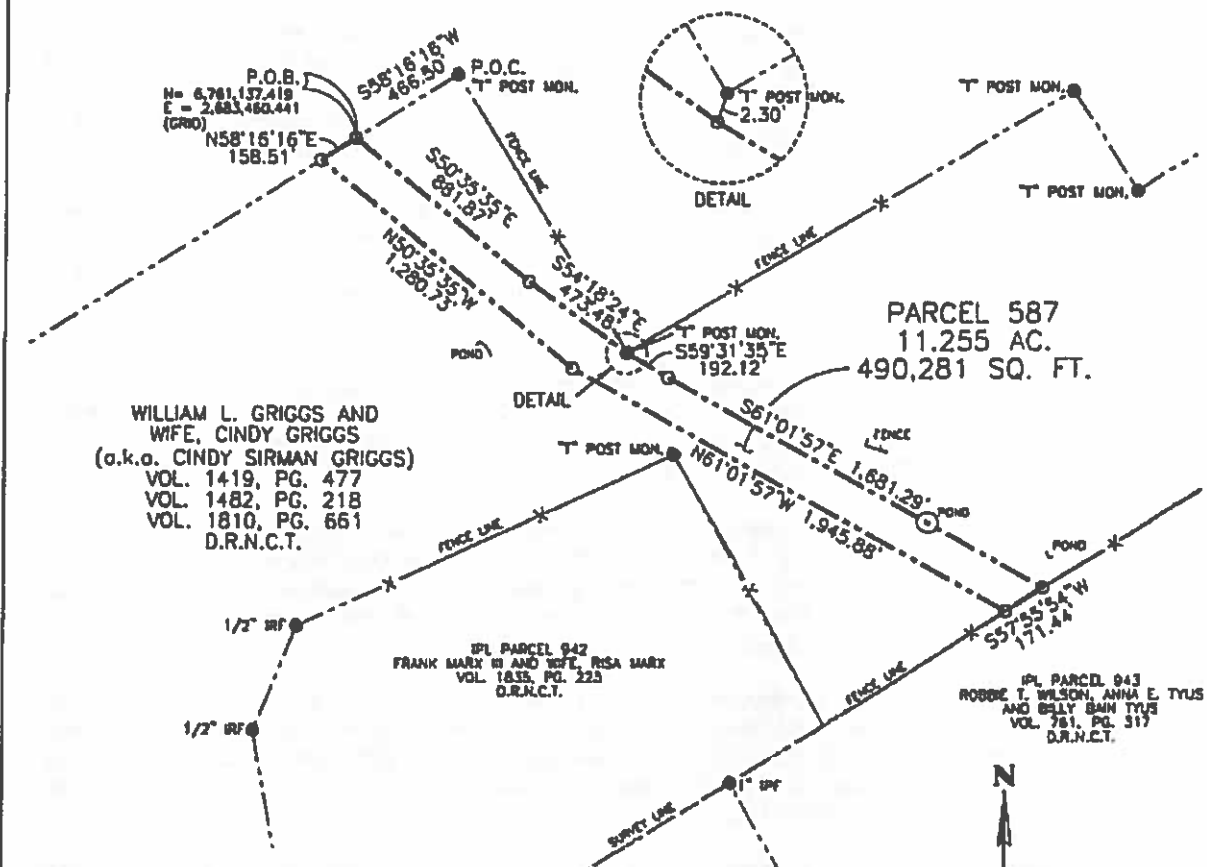 P.O.B.
N= 6,761,137.419
E = 2,683,460.441
(GRID)
N58°16'16"E
158.51'
S58°16'16"W
466.50'
P.O.C.
"T" POST MON.
FENCE LINE
"T" POST MON.
2.30'
DETAIL
"T" POST MON.
"T" POST MON.
FENCE LINE
S50°35'35"E
881.87'
N50°35'35"W
1,280.73'
S54°18'24"E
473.48'
"T" POST MON.
S59°31'35"E
192.12'
POND
DETAIL
PARCEL 587
11.255 AC.
490,281 SQ. FT.
WILLIAM L. GRIGGS AND
WIFE, CINDY GRIGGS
(a.k.a. CINDY SIRMAN GRIGGS)
VOL. 1419, PG. 477
VOL. 1482, PG. 218
VOL. 1810, PG. 661
D.R.N.C.T.
"T" POST MON.
S61°01'57"E 1,681.29'
FENCE
N61°01'57"W 1,945.88'
POND
POND
FENCE LINE
S57°55'54"W
171.44'
1/2" IRF
IPL PARCEL 942
FRANK MARX III AND WIFE, RISA MARX
VOL. 1835, PG. 223
D.R.N.C.T.
1/2" IRF
FENCE LINE
IPL PARCEL 943
ROBBIE T. WILSON, ANNA E. TYUS
AND BILLY BAIN TYUS
VOL. 761, PG. 317
D.R.N.C.T.
1" IPF
SURVEY LINE
N